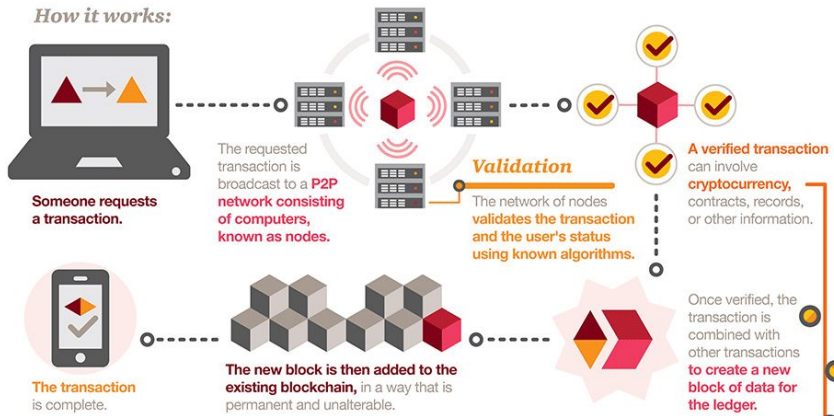 How it works:
Someone requests
a transaction.
The requested
transaction is
broadcast to a P2P
network consisting
of computers,
known as nodes.
Validation
The network of nodes
validates the transaction
and the user's status
using known algorithms.
A verified transaction
can involve
cryptocurrency,
contracts, records,
or other information.
Once verified, the
transaction is
combined with
other transactions
to create a new
block of data for
the ledger.
The new block is then added to the
existing blockchain, in a way that is
permanent and unalterable.
The transaction
is complete.